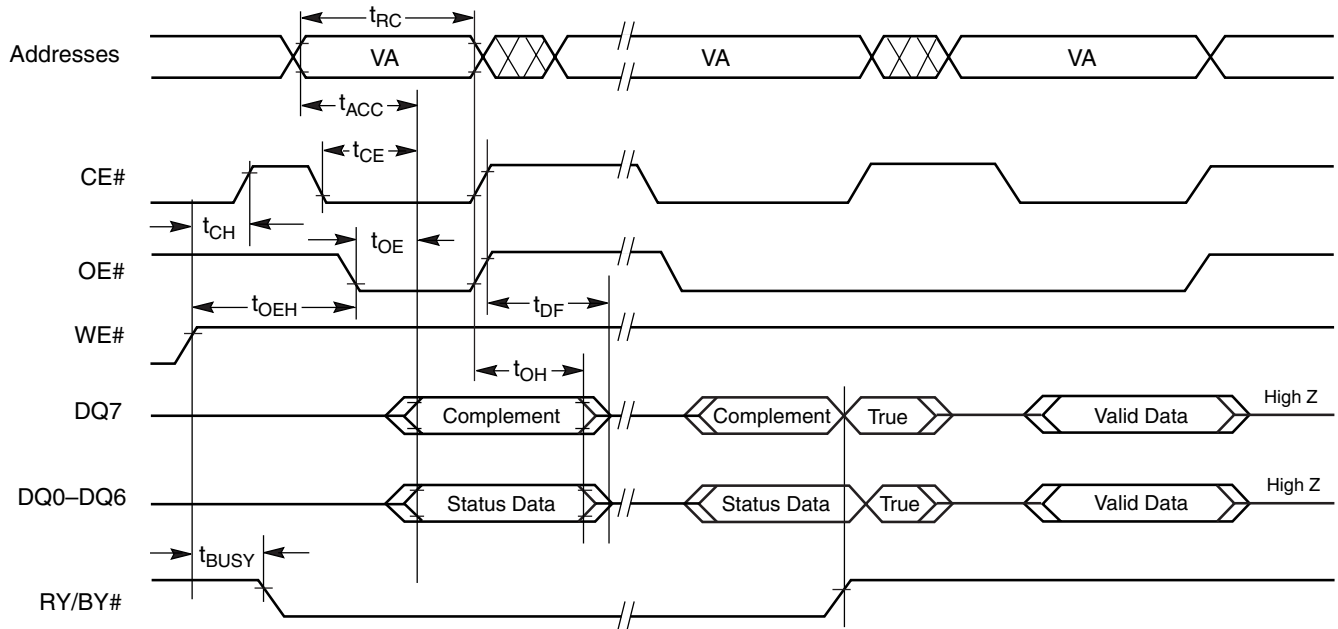 tRC
Addresses VA VA VA
tACC
tCE
CE#
tCH tOE
OE#
tOEH tDF
WE#
tOH
DQ7 Complement Complement True Valid Data High Z
DQ0–DQ6 Status Data Status Data True Valid Data High Z
tBUSY
RY/BY#